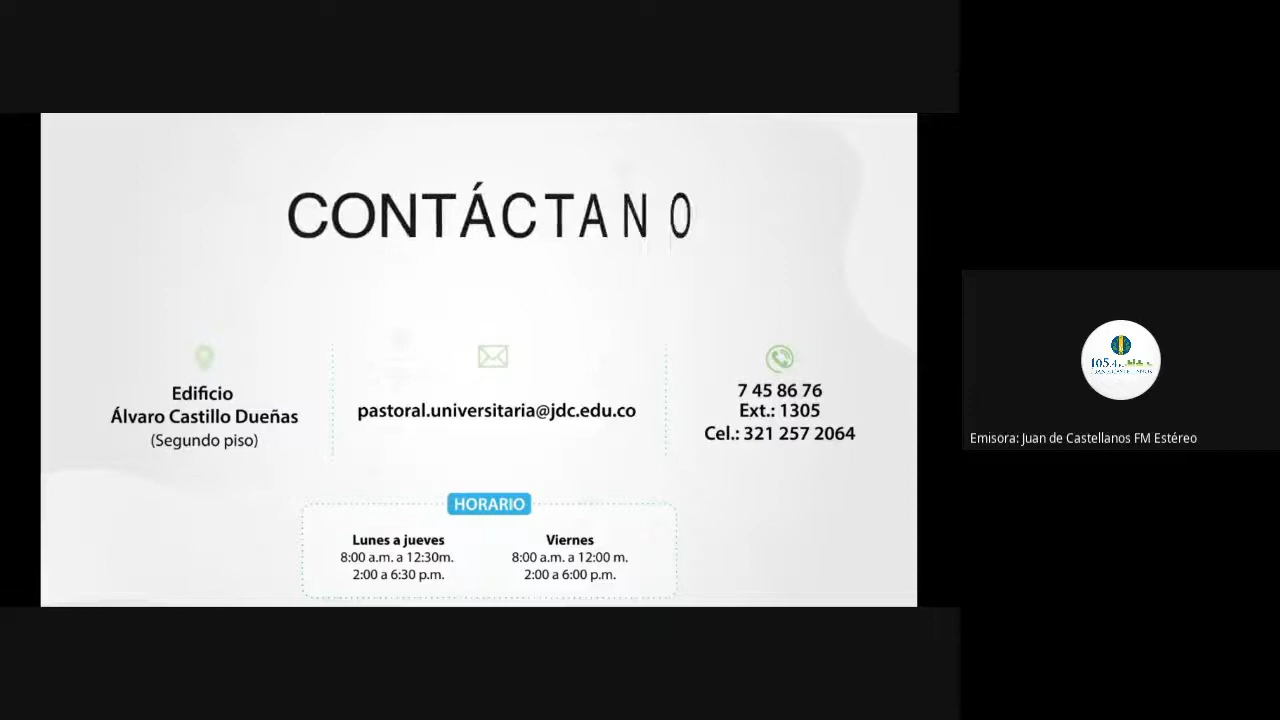 CONTÁCTANO
Edificio
Álvaro Castillo Dueñas
(Segundo piso)
pastoral.universitaria@jdc.edu.co
7 45 86 76
Ext.: 1305
Cel.: 321 257 2064
HORARIO
Lunes a jueves
8:00 a.m. a 12:30m.
2:00 a 6:30 p.m.
Viernes
8:00 a.m. a 12:00 m.
2:00 a 6:00 p.m.
Emisora: Juan de Castellanos FM Estéreo